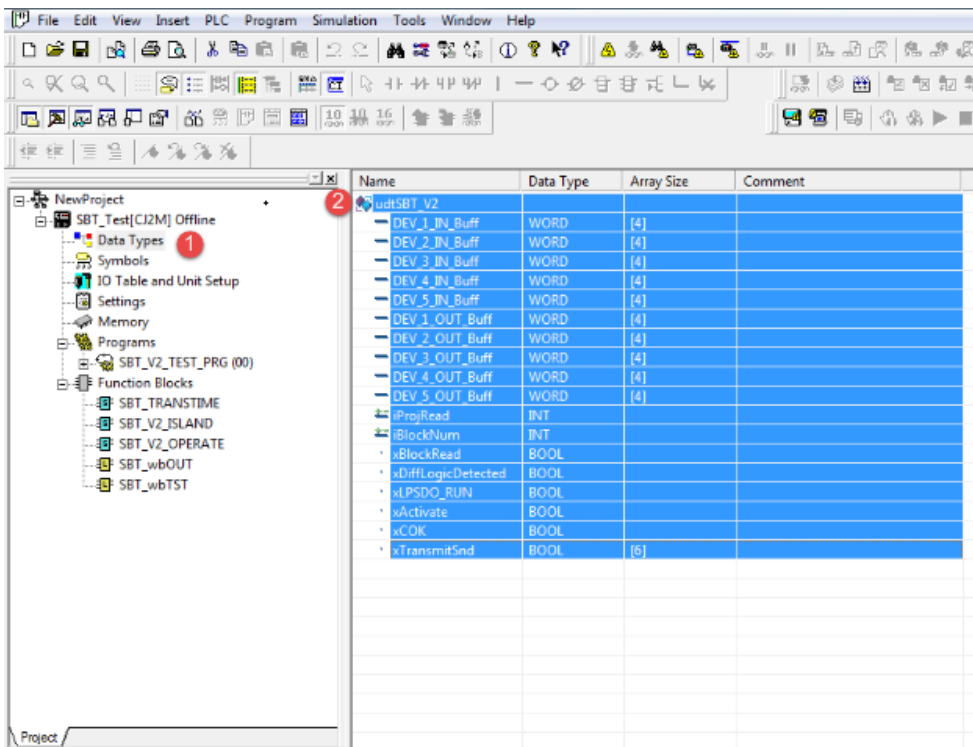 File Edit View Insert PLC Program Simulation Tools Window Help
10 16
Name Data Type Array Size Comment
NewProject
SBT_Test[CJ2M] Offline
Data Types 1
Symbols
IO Table and Unit Setup
Settings
Memory
Programs
SBT_V2_TEST_PRG (00)
Function Blocks
SBT_TRANSTIME
SBT_V2_ISLAND
SBT_V2_OPERATE
SBT_wbOUT
SBT_wbTST
2 udtSBT_V2
DEV_1_IN_Buff WORD [4]
DEV_2_IN_Buff WORD [4]
DEV_3_IN_Buff WORD [4]
DEV_4_IN_Buff WORD [4]
DEV_5_IN_Buff WORD [4]
DEV_1_OUT_Buff WORD [4]
DEV_2_OUT_Buff WORD [4]
DEV_3_OUT_Buff WORD [4]
DEV_4_OUT_Buff WORD [4]
DEV_5_OUT_Buff WORD [4]
iProjRead INT
iBlockNum INT
xBlockRead BOOL
xDiffLogicDetected BOOL
xLPSDO_RUN BOOL
xActivate BOOL
xCOK BOOL
xTransmitSnd BOOL [6]
Project